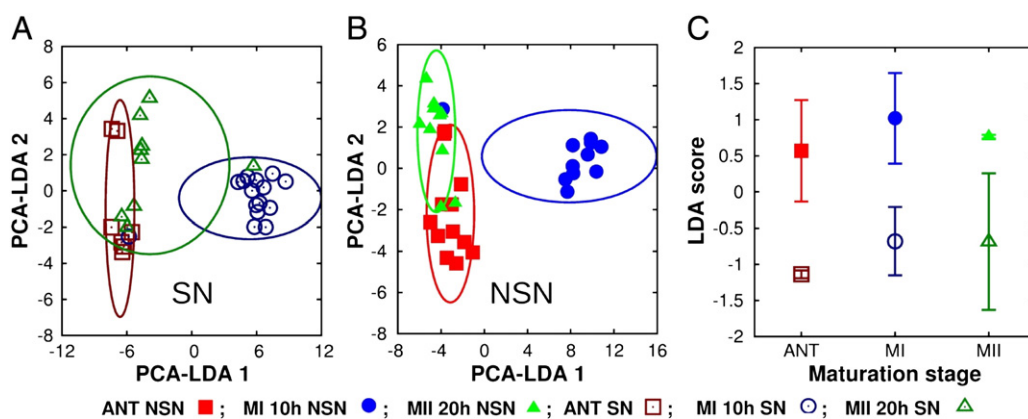 A
B
C
PCA-LDA 2
8
6
4
2
0
-2
-4
-6
-8
SN
-12 -6 0 6 12
PCA-LDA 1
PCA-LDA 2
6
4
2
0
-2
-4
-6
-8
NSN
-8 -4 0 4 8 12 16
PCA-LDA 1
LDA score
2
1.5
1
0.5
0
-0.5
-1
-1.5
-2
ANT MI MII
Maturation stage
ANT NSN ; MI 10h NSN ; MII 20h NSN ; ANT SN ; MI 10h SN ; MII 20h SN